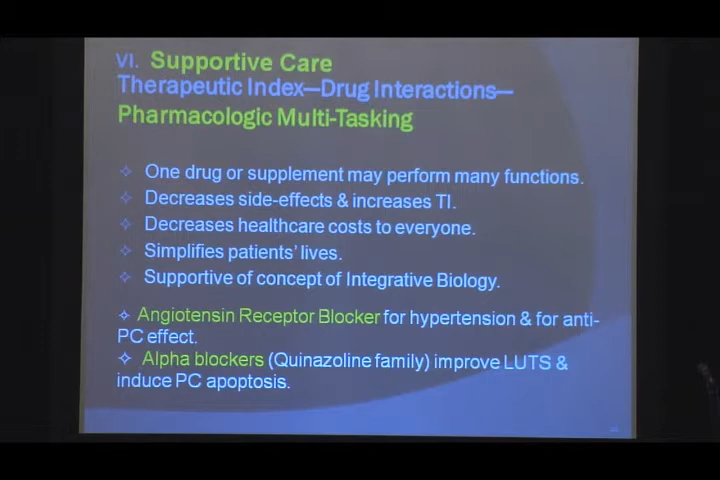 VI. Supportive Care
Therapeutic Index—Drug Interactions—
Pharmacologic Multi-Tasking
One drug or supplement may perform many functions.
Decreases side-effects & increases TI.
Decreases healthcare costs to everyone.
Simplifies patients' lives.
Supportive of concept of Integrative Biology.
Angiotensin Receptor Blocker for hypertension & for anti-
PC effect.
Alpha blockers (Quinazoline family) improve LUTS &
induce PC apoptosis.